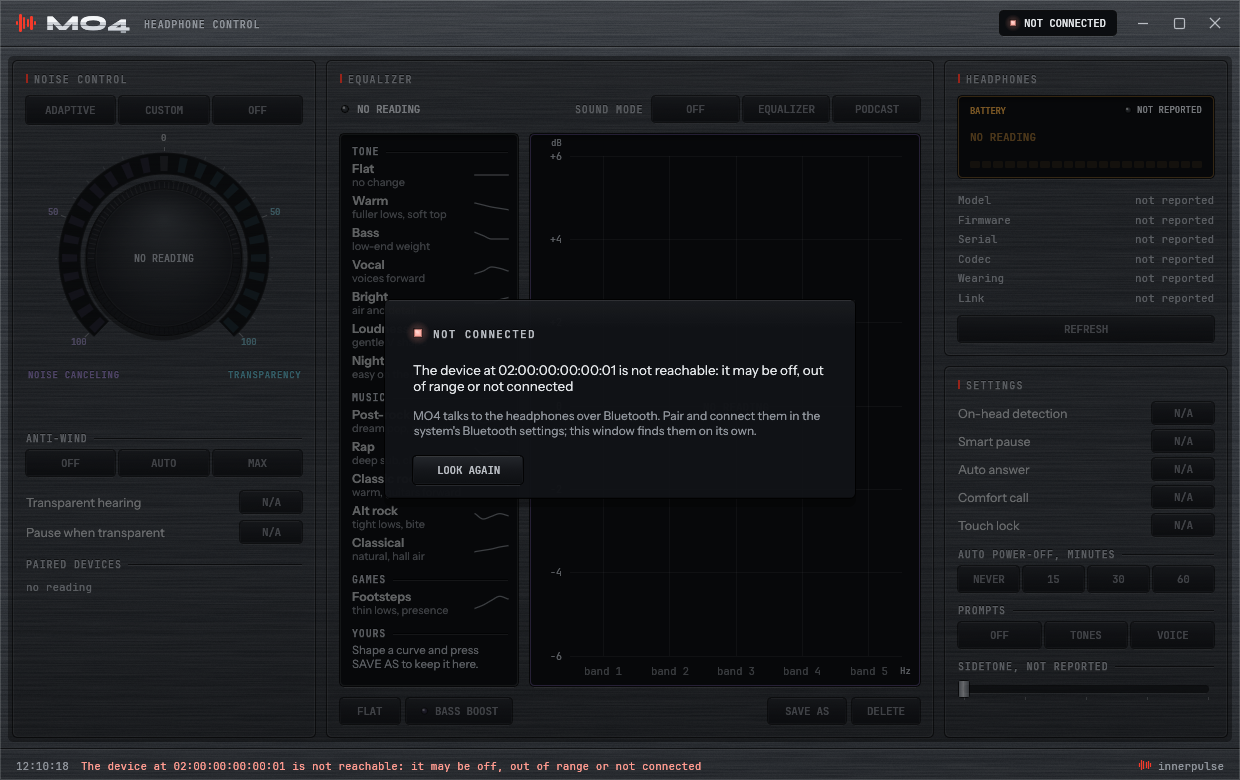 MO4 HEADPHONE CONTROL
NOT CONNECTED
NOISE CONTROL
ADAPTIVE CUSTOM OFF
0
50 50
NO READING
100 100
NOISE CANCELING TRANSPARENCY
ANTI-WIND
OFF AUTO MAX
Transparent hearing N/A
Pause when transparent N/A
PAIRED DEVICES
no reading
EQUALIZER
NO READING
SOUND MODE OFF EQUALIZER PODCAST
TONE
Flat
no change
Warm
fuller lows, soft top
Bass
low-end weight
Vocal
voices forward
Bright
Night
MUSIC
Post-
Rap
warm,
Alt rock
tight lows, bite
Classical
natural, hall air
GAMES
Footsteps
thin lows, presence
YOURS
Shape a curve and press
SAVE AS to keep it here.
dB
+6
+4
-4
-6
band 1 band 2 band 3 band 4 band 5 Hz
FLAT BASS BOOST SAVE AS DELETE
NOT CONNECTED
The device at 02:00:00:00:00:01 is not reachable: it may be off, out
of range or not connected
MO4 talks to the headphones over Bluetooth. Pair and connect them in the
system's Bluetooth settings; this window finds them on its own.
LOOK AGAIN
HEADPHONES
BATTERY NOT REPORTED
NO READING
Model not reported
Firmware not reported
Serial not reported
Codec not reported
Wearing not reported
Link not reported
REFRESH
SETTINGS
On-head detection N/A
Smart pause N/A
Auto answer N/A
Comfort call N/A
Touch lock N/A
AUTO POWER-OFF, MINUTES
NEVER 15 30 60
PROMPTS
OFF TONES VOICE
SIDETONE, NOT REPORTED
12:10:18 The device at 02:00:00:00:00:01 is not reachable: it may be off, out of range or not connected
innerpulse